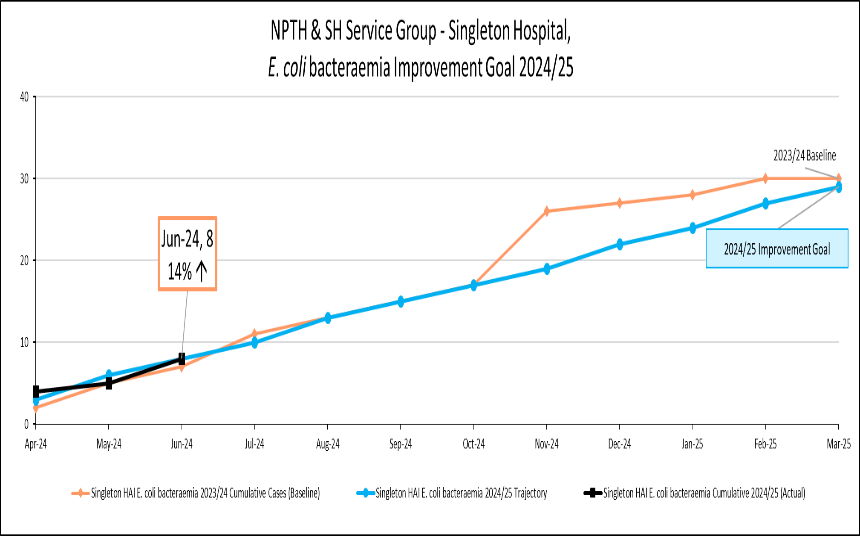 NPTH & SH Service Group - Singleton Hospital,
E. coli bacteraemia Improvement Goal 2024/25
40
30
20
10
0
2023/24 Baseline
Jun-24, 8
14% ↑
2024/25 Improvement Goal
Apr-24 May-24 Jun-24 Jul-24 Aug-24 Sep-24 Oct-24 Nov-24 Dec-24 Jan-25 Feb-25 Mar-25
Singleton HAI E. coli bacteraemia 2023/24 Cumulative Cases (Baseline) Singleton HAI E. coli bacteraemia 2024/25 Trajectory Singleton HAI E. coli bacteraemia Cumulative 2024/25 (Actual)